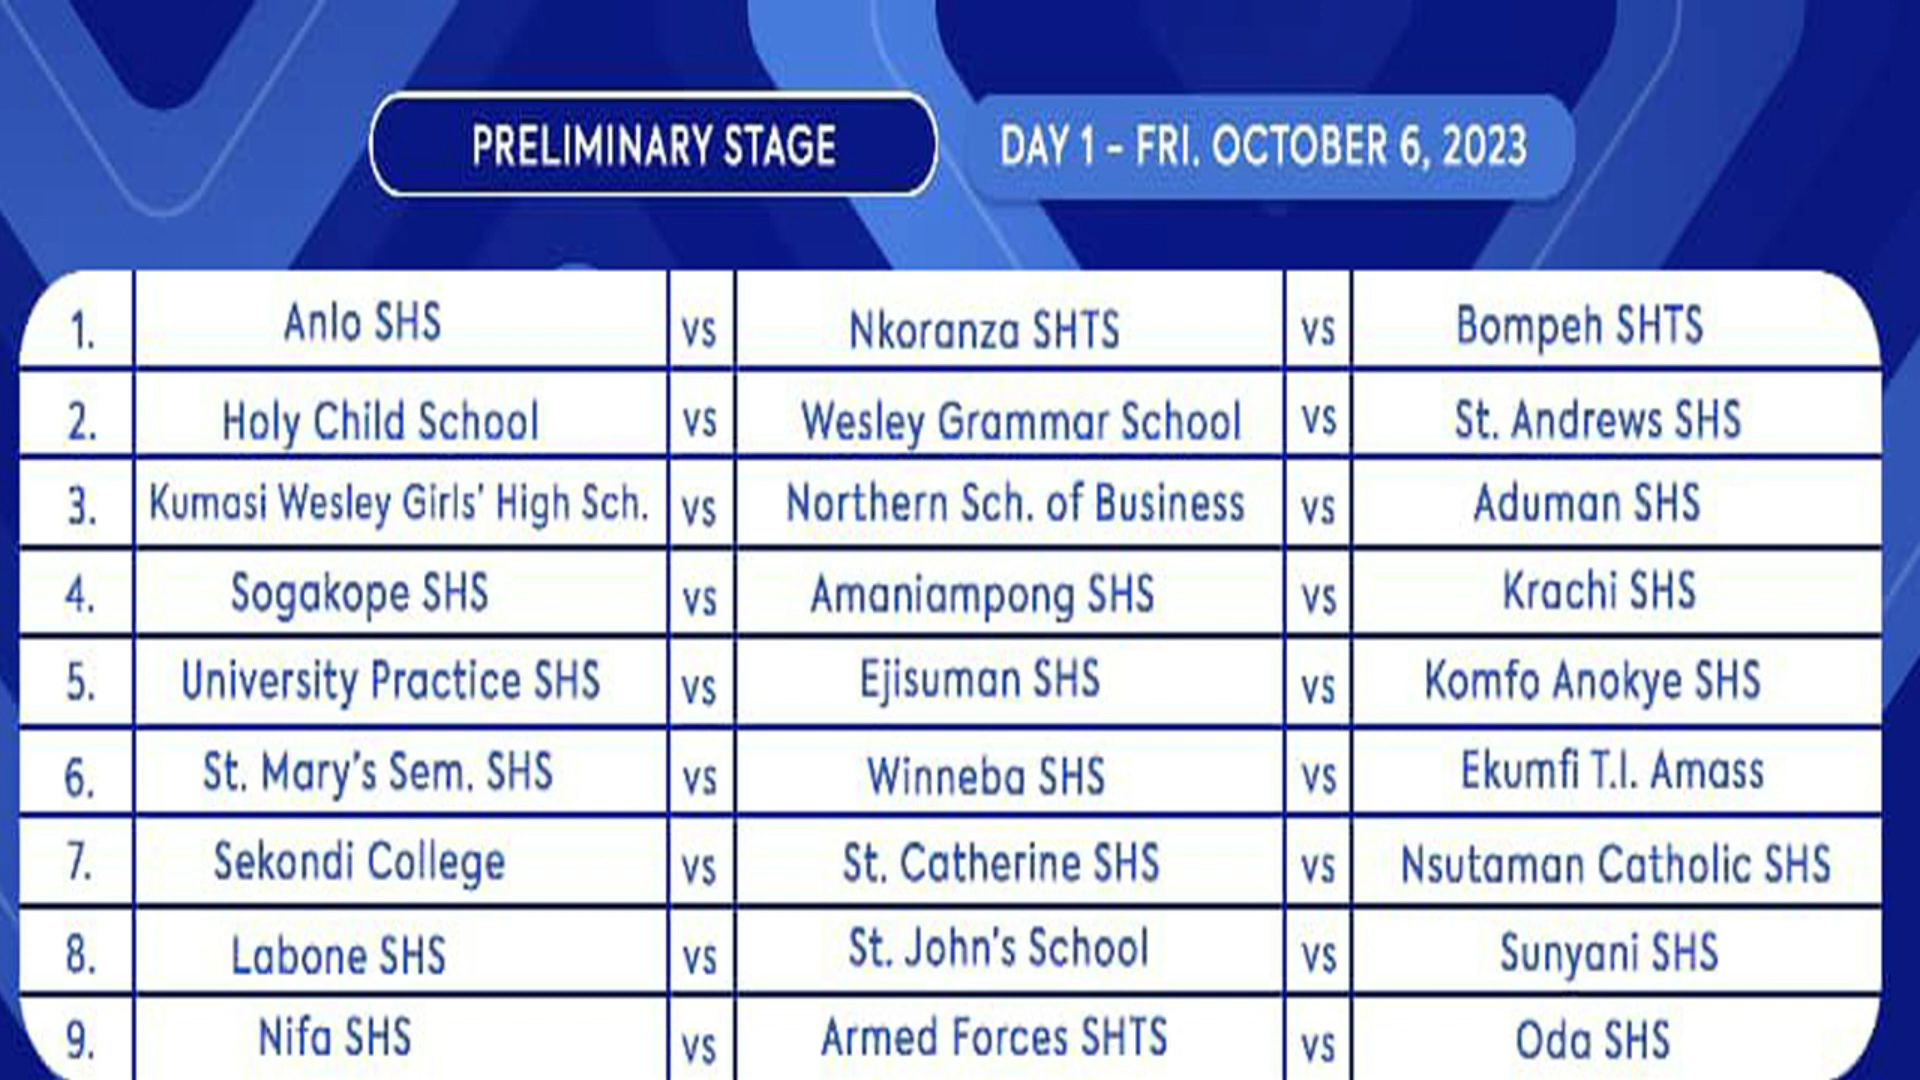 PRELIMINARY STAGE DAY 1 - FRI. OCTOBER 6, 2023
1. Anlo SHS vs Nkoranza SHTS vs Bompeh SHTS
2. Holy Child School vs Wesley Grammar School vs St. Andrews SHS
3. Kumasi Wesley Girls' High Sch. vs Northern Sch. of Business vs Aduman SHS
4. Sogakope SHS vs Amaniampong SHS vs Krachi SHS
5. University Practice SHS vs Ejisuman SHS vs Komfo Anokye SHS
6. St. Mary's Sem. SHS vs Winneba SHS vs Ekumfi T.I. Amass
7. Sekondi College vs St. Catherine SHS vs Nsutaman Catholic SHS
8. Labone SHS vs St. John's School vs Sunyani SHS
9. Nifa SHS vs Armed Forces SHTS vs Oda SHS